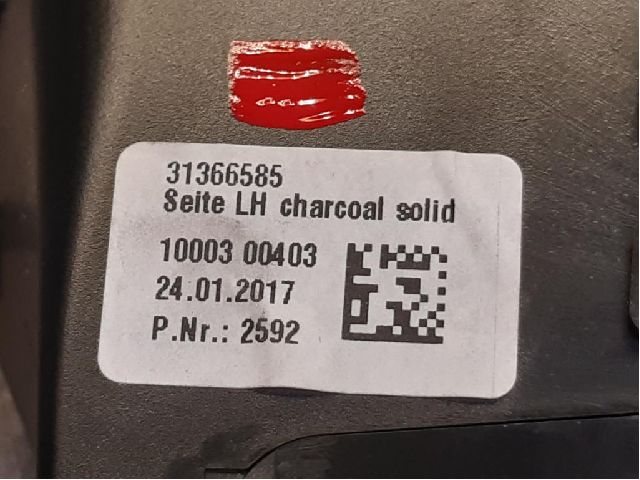 31366585
Seite LH charcoal solid
10003 00403
24.01.2017
P.Nr.: 2592